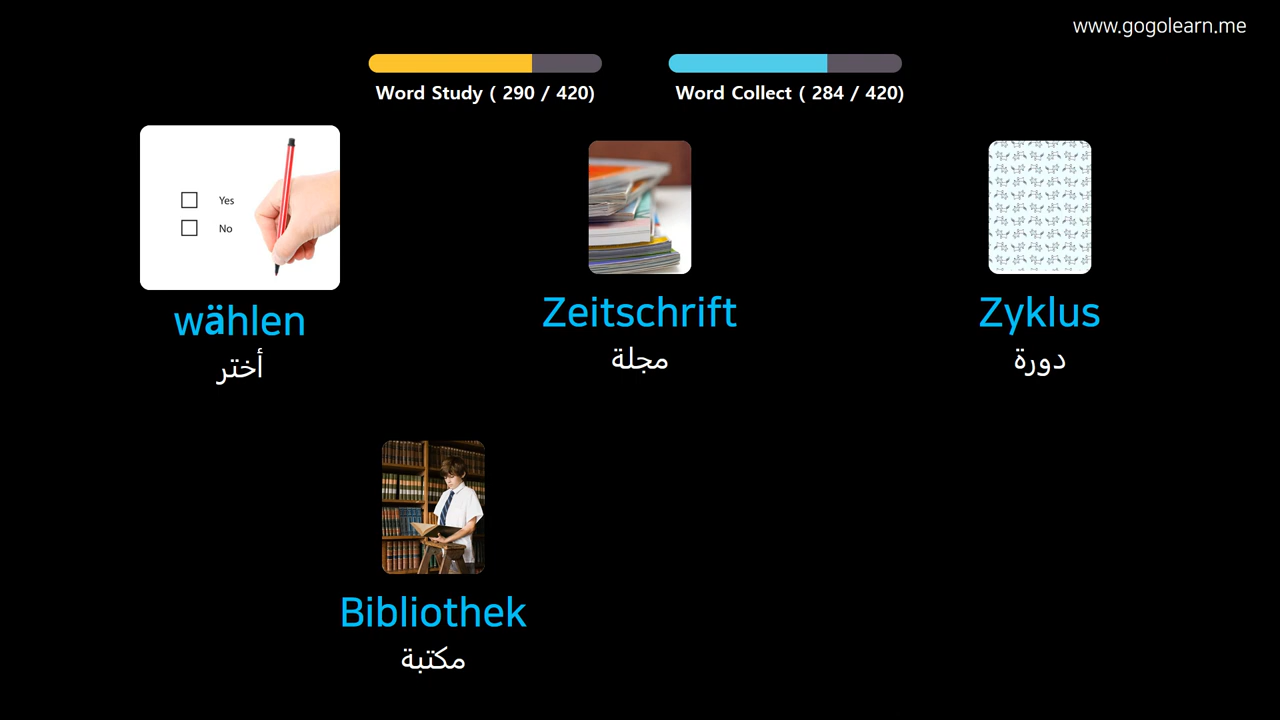 www.gogolearn.me
Word Study ( 290 / 420)
Word Collect ( 284 / 420)
Yes
No
wählen
أختر
Zeitschrift
مجلة
Zyklus
دورة
Bibliothek
مكتبة